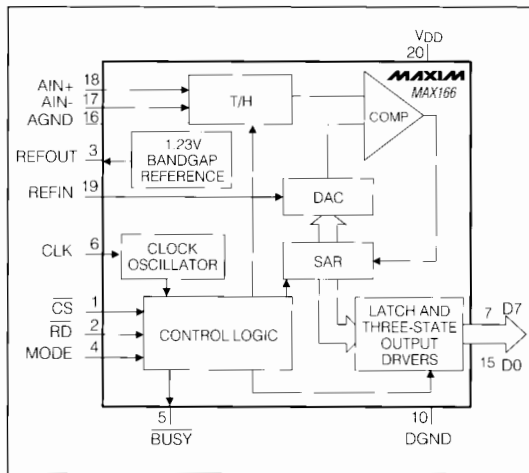 VDD
20
MAXIM
MAX166
AIN+ 18
AIN- 17
AGND 16
T/H
COMP
REFOUT 3
1.23V
BANDGAP
REFERENCE
REFIN 19
DAC
CLK 6
CLOCK
OSCILLATOR
SAR
CS 1
RD 2
MODE 4
CONTROL LOGIC
LATCH AND
THREE-STATE
OUTPUT
DRVERS
7 D7
15 D0
5
BUSY
10
DGND